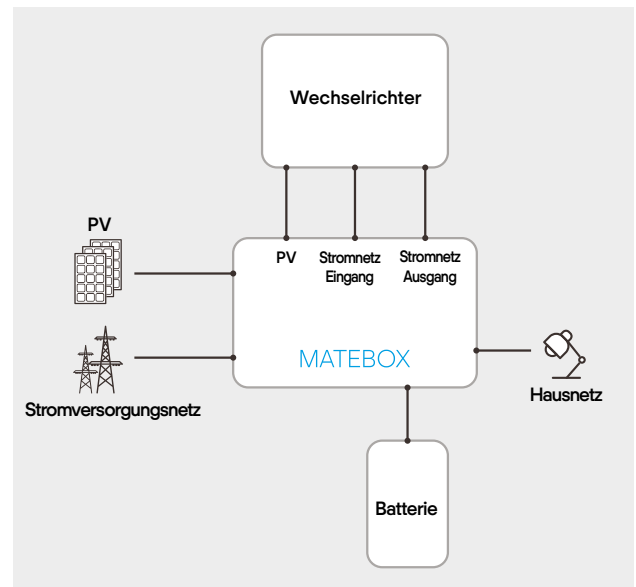 Wechselrichter
PV
PV
Stromnetz
Eingang
Stromnetz
Ausgang
MATEBOX
Stromversorgungsnetz
Hausnetz
Batterie